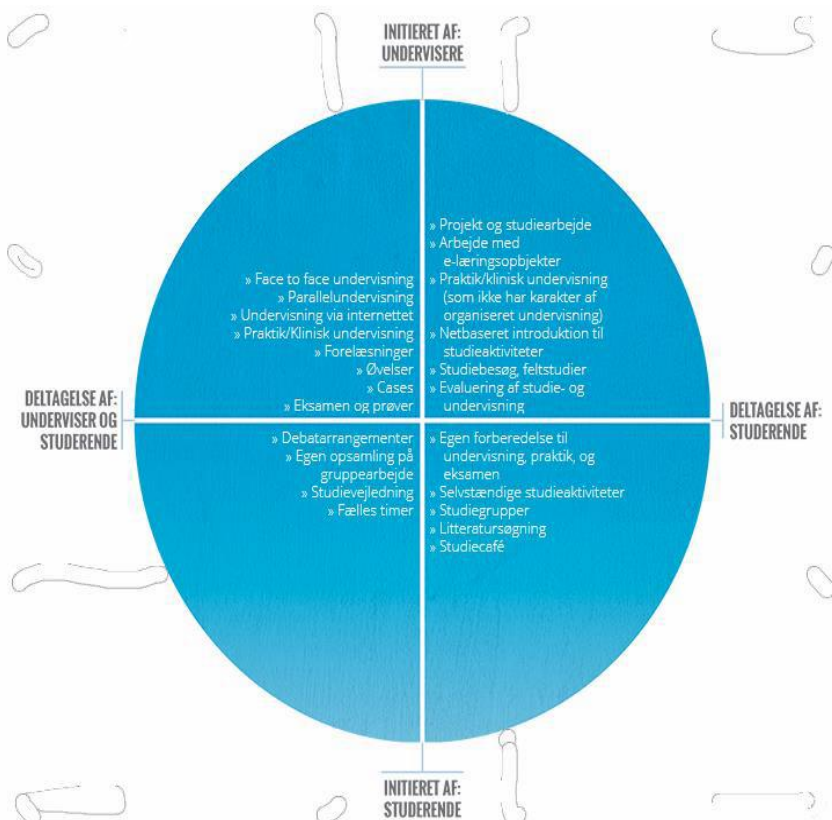 INITIERET AF:
UNDERVISERE
» Face to face undervisning
» Parallelundervisning
» Undervisning via internettet
» Praktik/Klinisk undervisning
» Forelæsninger
» Øvelser
» Cases
» Eksamen og prøver
» Projekt og studiearbejde
» Arbejde med
e-læringsopbjekter
» Praktik/klinisk undervisning
(som ikke har karakter af
organiseret undervisning)
» Netbaseret introduktion til
studieaktiviteter
» Studiebesøg, feltstudier
» Evaluering af studie- og
undervisning
DELTAGELSE AF:
UNDERVISER OG
STUDERENDE
DELTAGELSE AF:
STUDERENDE
» Debatarrangementer
» Egen opsamling på
gruppearbejde
» Studievejledning
» Fælles timer
» Egen forberedelse til
undervisning, praktik, og
eksamen
» Selvstændige studieaktiviteter
» Studiegrupper
» Litteratursøgning
» Studiecafé
INITIERET AF:
STUDERENDE